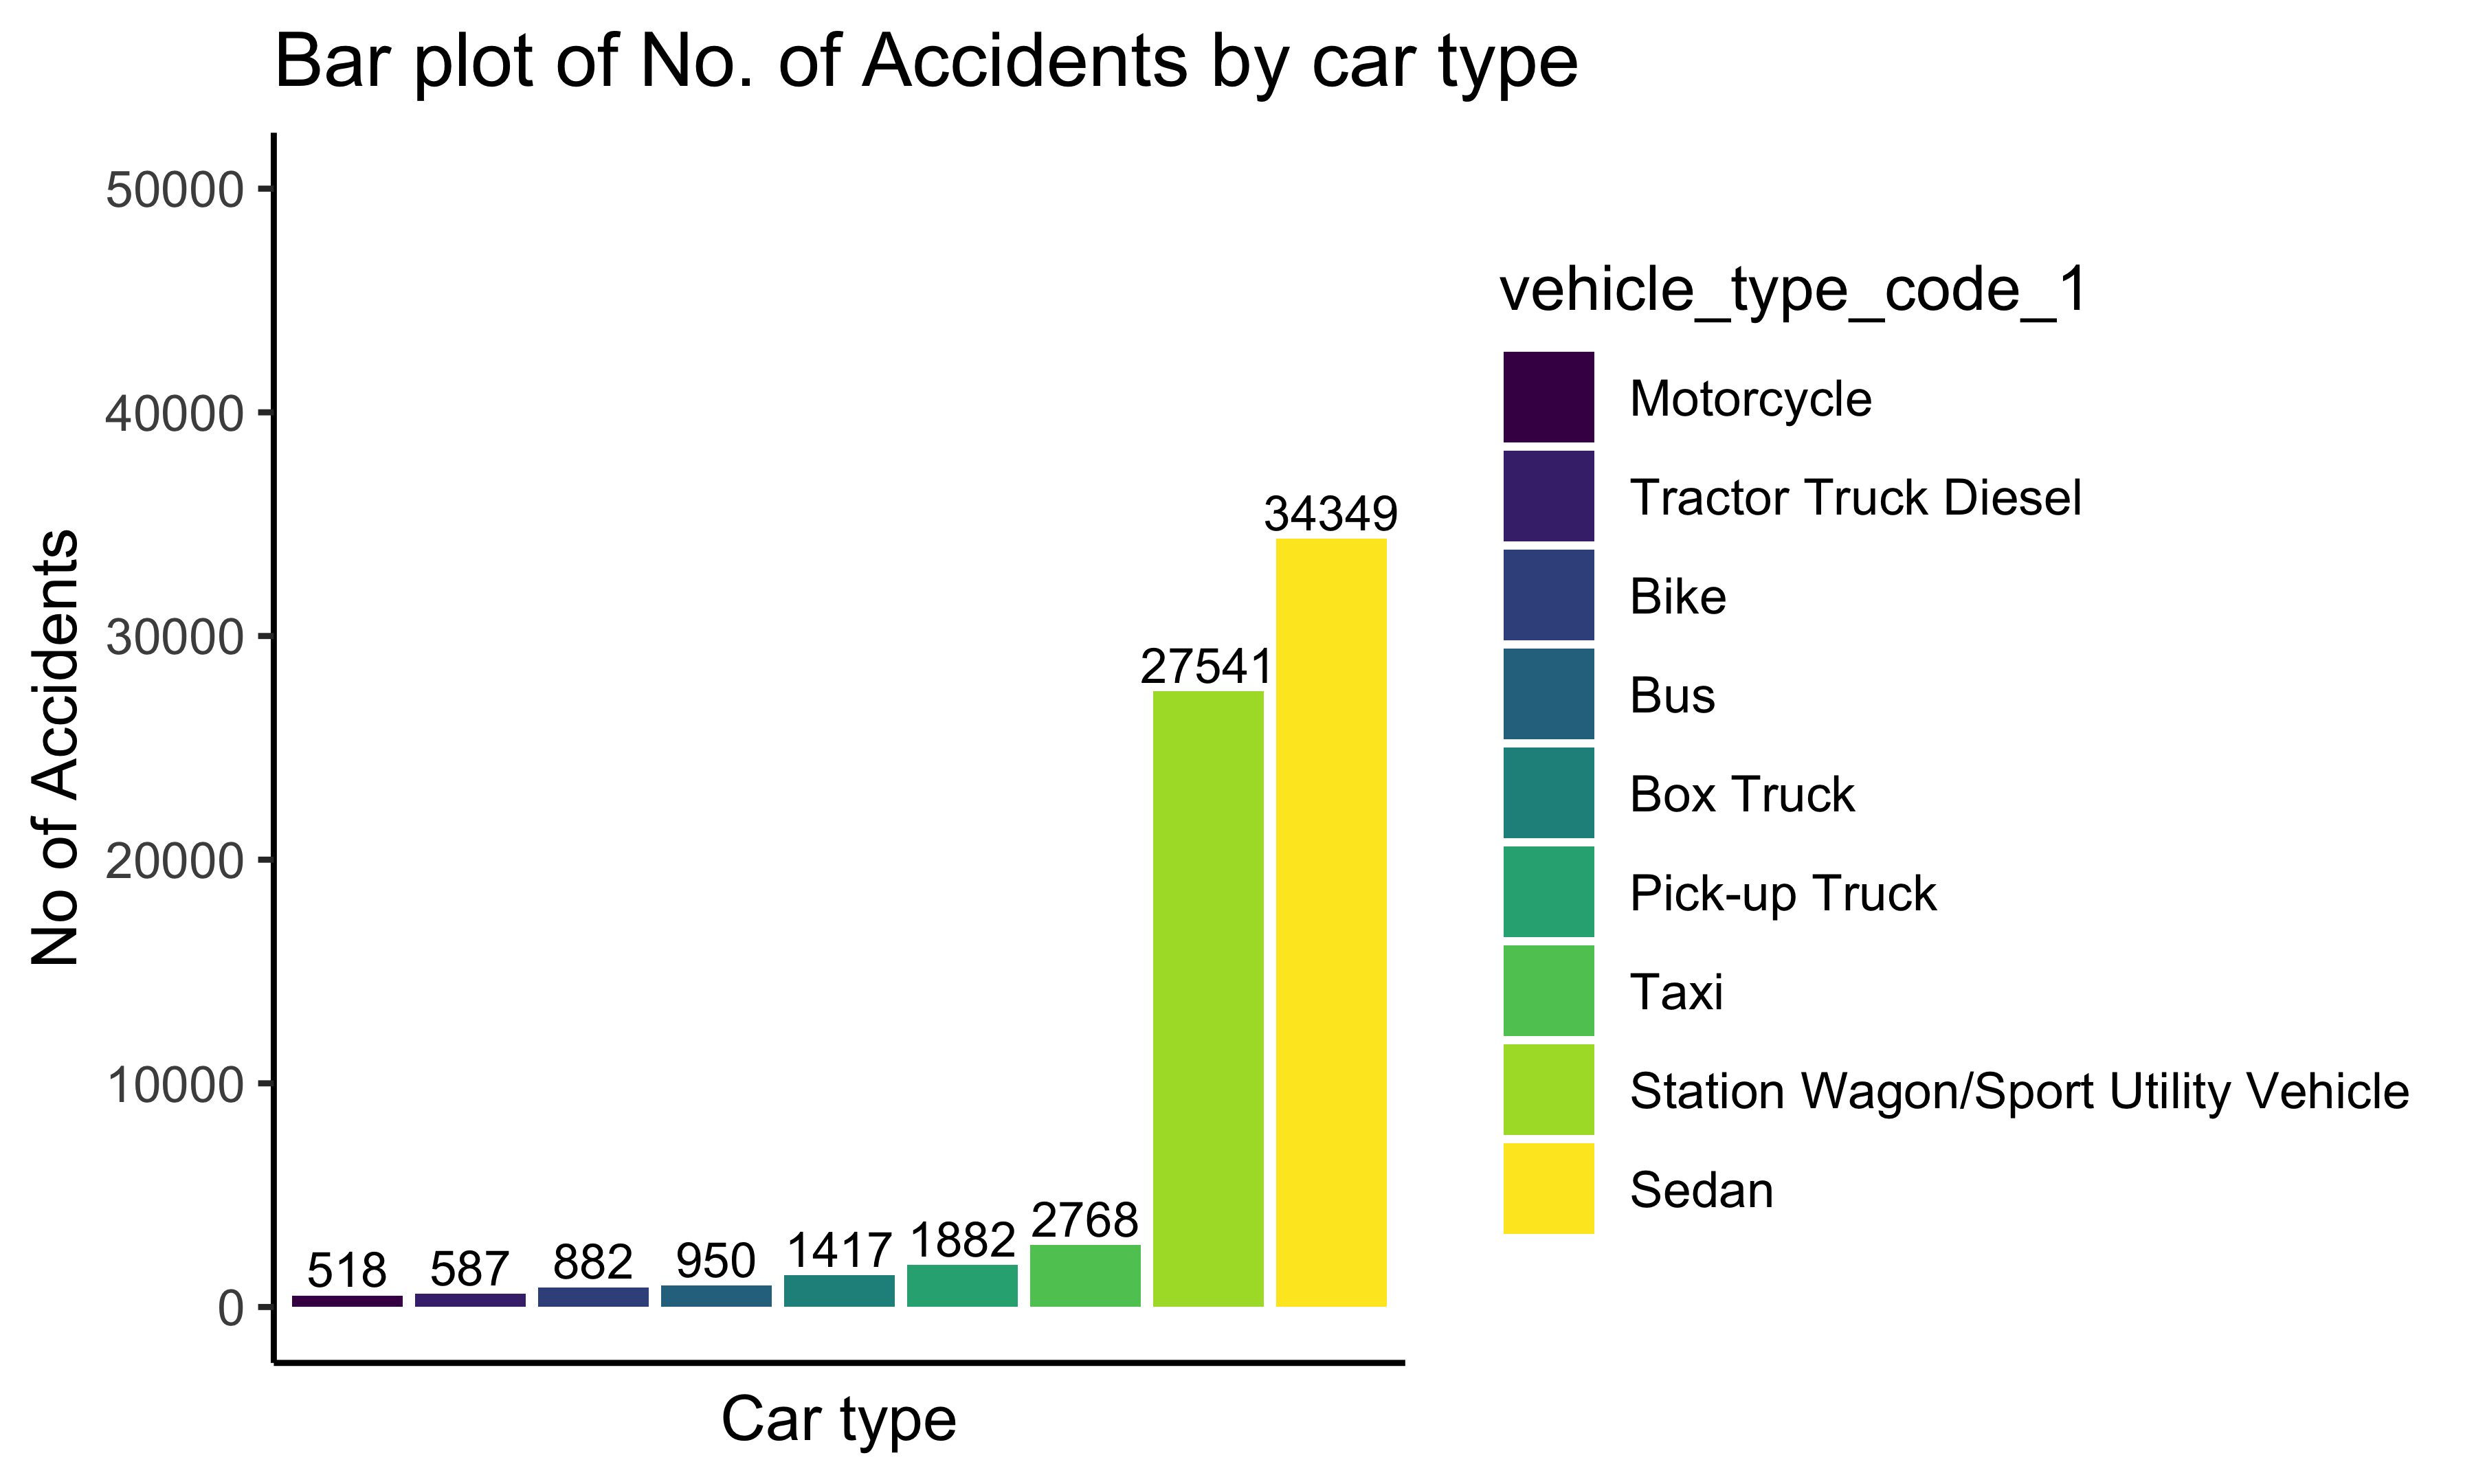 Bar plot of No. of Accidents by car type
No of Accidents
50000
40000
30000
20000
10000
0
518
587
882
950
1417
1882
2768
27541
34349
Car type
vehicle_type_code_1
Motorcycle
Tractor Truck Diesel
Bike
Bus
Box Truck
Pick-up Truck
Taxi
Station Wagon/Sport Utility Vehicle
Sedan